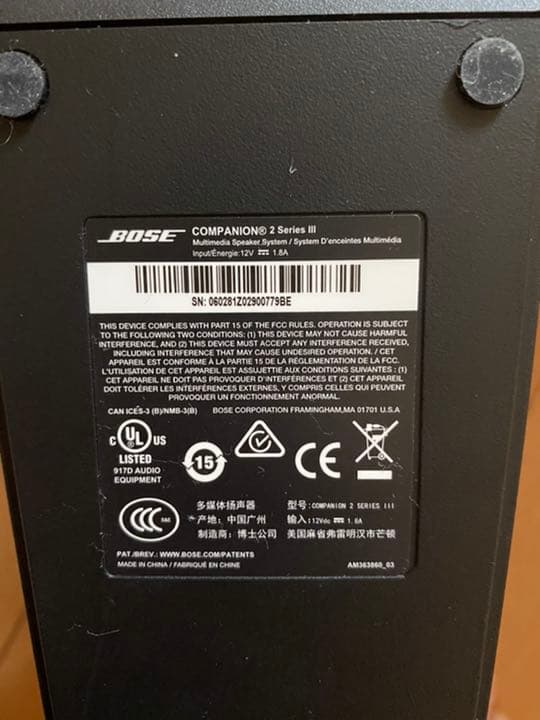 BOSE COMPANION® 2 Series III
Multimedia Speaker System / System D'enceintes Multimédia
Input/Énergie:12V ⎓ 1.8A
SN: 060281Z02900779BE
THIS DEVICE COMPLIES WITH PART 15 OF THE FCC RULES. OPERATION IS SUBJECT
TO THE FOLLOWING TWO CONDITIONS: (1) THIS DEVICE MAY NOT CAUSE HARMFUL
INTERFERENCE, AND (2) THIS DEVICE MUST ACCEPT ANY INTERFERENCE RECEIVED,
INCLUDING INTERFERENCE THAT MAY CAUSE UNDESIRED OPERATION. / CET
APPAREIL EST CONFORME À LA PARTIE 15 DE LA RÉGLEMENTATION DE LA FCC.
L'UTILISATION DE CET APPAREIL EST ASSUJETTIE AUX CONDITIONS SUIVANTES : (1)
CET APPAREIL NE DOIT PAS PROVOQUER D'INTERFÉRENCES ET (2) CET APPAREIL
DOIT TOLÉRER LES INTERFÉRENCES EXTERNES, Y COMPRIS CELLES QUI PEUVENT
PROVOQUER UN FONCTIONNEMENT ANORMAL.
CAN ICES-3 (B)/NMB-3(B) BOSE CORPORATION FRAMINGHAM,MA 01701 U.S.A
C UL US
LISTED
917D AUDIO
EQUIPMENT
15
CE
CCC S&E
多媒体扬声器 型号:COMPANION 2 SERIES III
产地: 中国广州 输入:12Vdc ⎓ 1.8A
制造商: 博士公司 美国麻省弗雷明汉市芒顿
PAT./BREV.: WWW.BOSE.COM/PATENTS
MADE IN CHINA / FABRIQUÉ EN CHINE AM363860_03